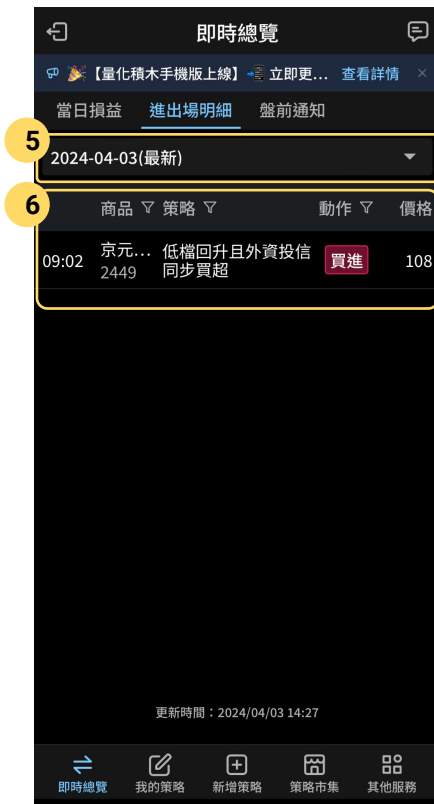 即時總覽
【量化積木手機版上線】 立即更... 查看詳情 ×
當日損益 進出場明細 盤前通知
5
2024-04-03(最新)
6
商品 策略 動作 價格
09:02 京元... 低檔回升且外資投信 買進 108
2449 同步買超
更新時間：2024/04/03 14:27
即時總覽 我的策略 新增策略 策略市集 其他服務